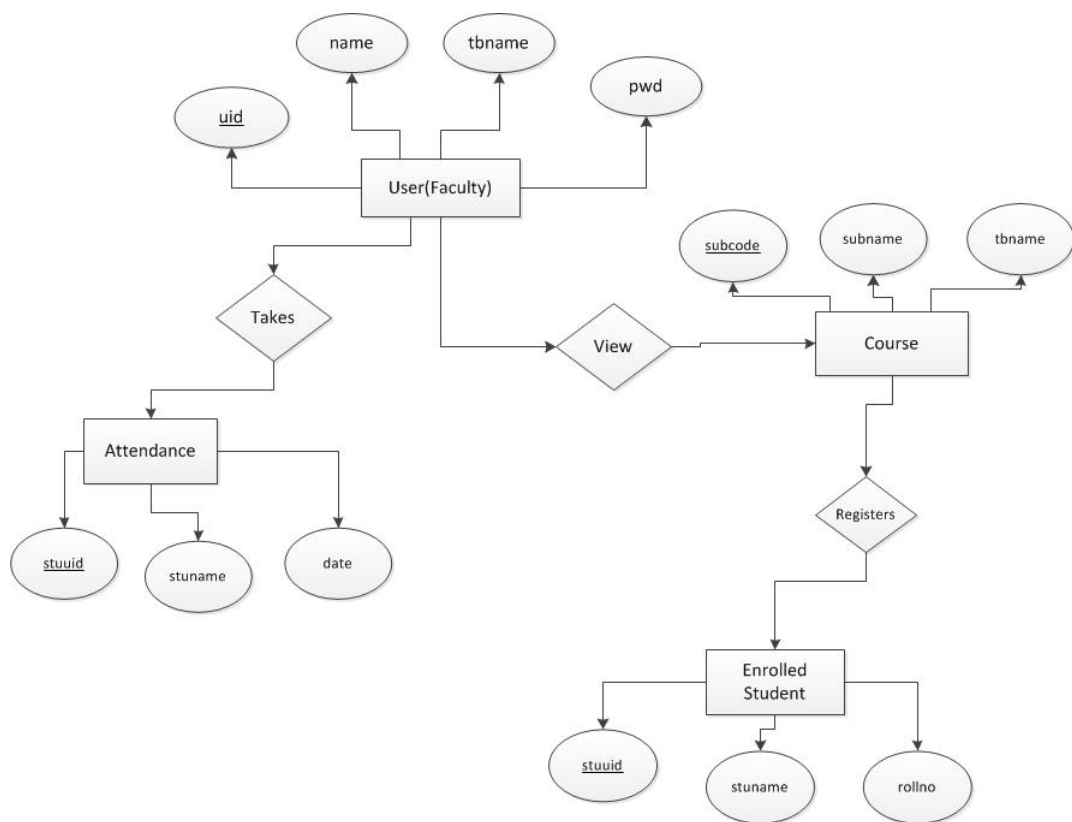 name
tbname
pwd
uid
User(Faculty)
subcode
subname
tbname
Takes
View
Course
Attendance
Registers
stuuid
stuname
date
Enrolled
Student
stuuid
stuname
rollno